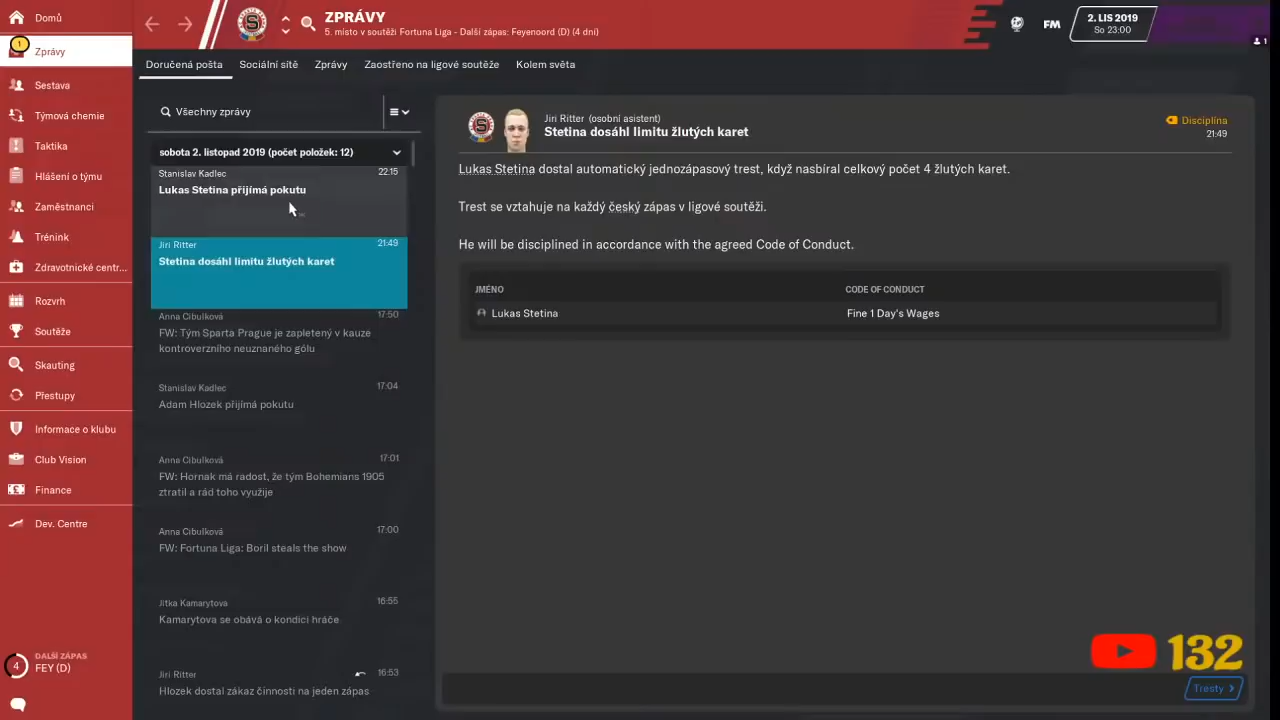 Domů
1
Zprávy
Sestava
Týmová chemie
Taktika
Hlášení o týmu
Zaměstnanci
Trénink
Zdravotnické centr...
Rozvrh
Soutěže
Skauting
Přestupy
Informace o klubu
Club Vision
Finance
Dev. Centre
4
DALŠÍ ZÁPAS
FEY (D)
ZPRÁVY
5. místo v soutěži Fortuna Liga - Další zápas: Feyenoord (D) (4 dni)
FM
2. LIS 2019
So 23:00
1
Doručená pošta
Sociální sítě
Zprávy
Zaostřeno na ligové soutěže
Kolem světa
Všechny zprávy
sobota 2. listopad 2019 (počet položek: 12)
Stanislav Kadlec 22:15
Lukas Stetina přijímá pokutu
Jiri Ritter 21:49
Stetina dosáhl limitu žlutých karet
Anna Cibulková 17:50
FW: Tým Sparta Prague je zapletený v kauze
kontroverzního neuznaného gólu
Stanislav Kadlec 17:04
Adam Hlozek přijímá pokutu
Anna Cibulková 17:01
FW: Hornak má radost, že tým Bohemians 1905
ztratil a rád toho využije
Anna Cibulková 17:00
FW: Fortuna Liga: Boril steals the show
Jitka Kamarytova 16:55
Kamarytova se obává o kondici hráče
Jiri Ritter 16:53
Hlozek dostal zákaz činnosti na jeden zápas
Jiri Ritter (osobní asistent)
Stetina dosáhl limitu žlutých karet
Disciplína
21:49
Lukas Stetina dostal automatický jednozápasový trest, když nasbíral celkový počet 4 žlutých karet.
Trest se vztahuje na každý český zápas v ligové soutěži.
He will be disciplined in accordance with the agreed Code of Conduct.
JMÉNO CODE OF CONDUCT
Lukas Stetina Fine 1 Day's Wages
132
Tresty